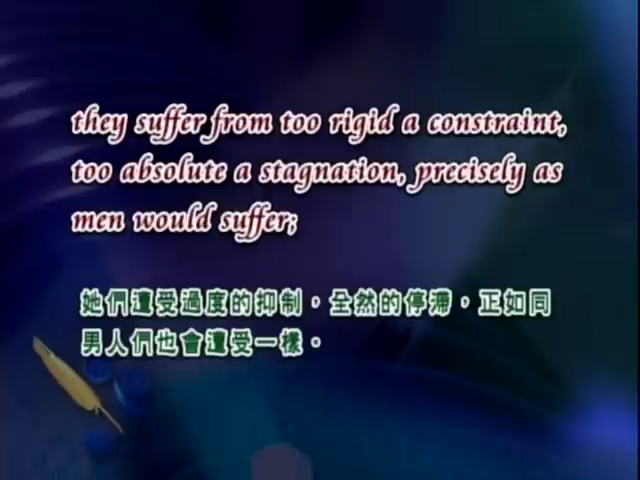 they suffer from too rigid a constraint,
too absolute a stagnation, precisely as
men would suffer;
她們遭受過度的抑制，全然的停滯，正如同
男人們也會遭受一樣。